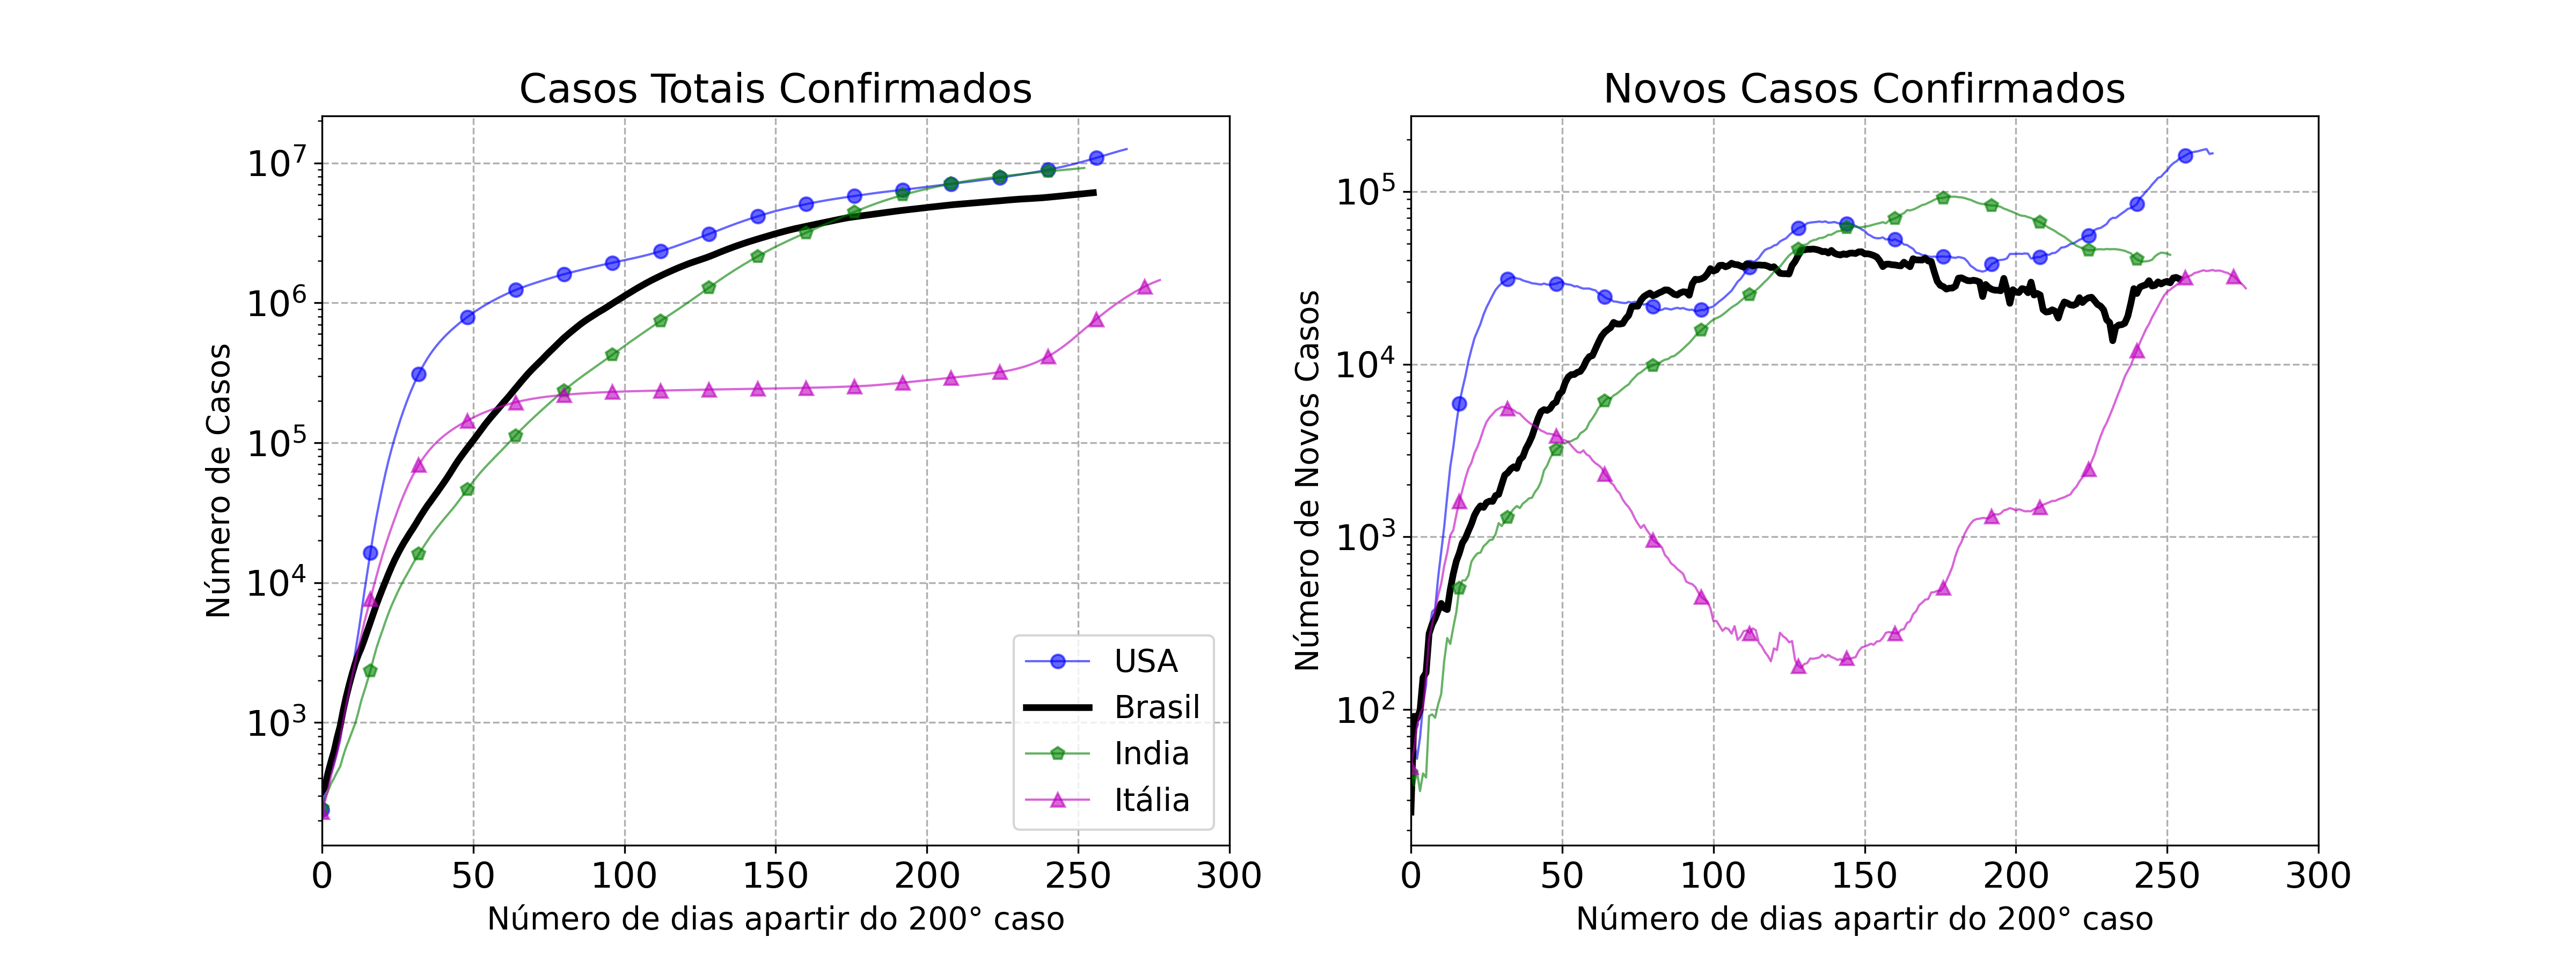 Casos Totais Confirmados
Número de Casos
10^7
10^6
10^5
10^4
10^3
0 50 100 150 200 250 300
Número de dias apartir do 200° caso
USA
Brasil
India
Itália
Novos Casos Confirmados
Número de Novos Casos
10^5
10^4
10^3
10^2
0 50 100 150 200 250 300
Número de dias apartir do 200° caso